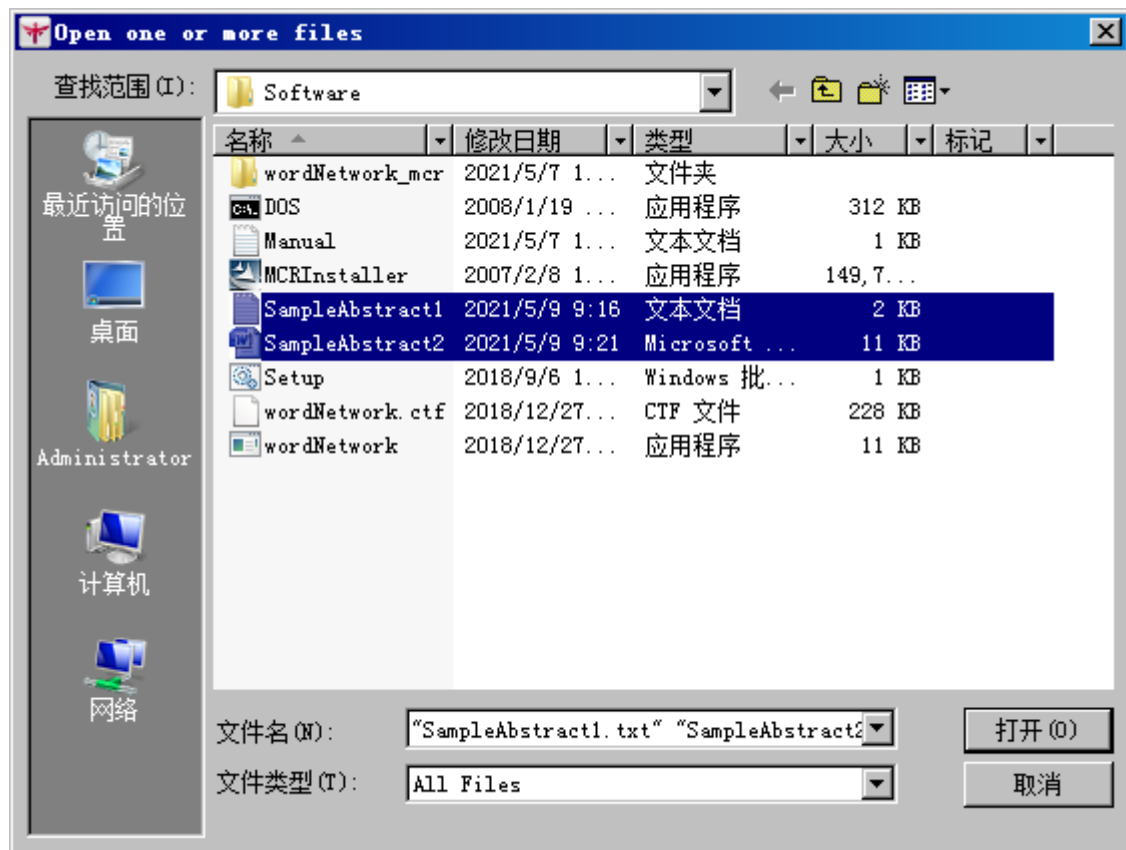 Open one or more files
查找范围(I):
Software
名称 修改日期 类型 大小 标记
wordNetwork_mcr 2021/5/7 1... 文件夹
DOS 2008/1/19 ... 应用程序 312 KB
Manual 2021/5/7 1... 文本文档 1 KB
MCRInstaller 2007/2/8 1... 应用程序 149,7...
SampleAbstract1 2021/5/9 9:16 文本文档 2 KB
SampleAbstract2 2021/5/9 9:21 Microsoft ... 11 KB
Setup 2018/9/6 1... Windows 批... 1 KB
wordNetwork.ctf 2018/12/27... CTF 文件 228 KB
wordNetwork 2018/12/27... 应用程序 11 KB
最近访问的位
置
桌面
Administrator
计算机
网络
文件名(N):
"SampleAbstract1.txt" "SampleAbstract2
打开(O)
文件类型(T):
All Files
取消